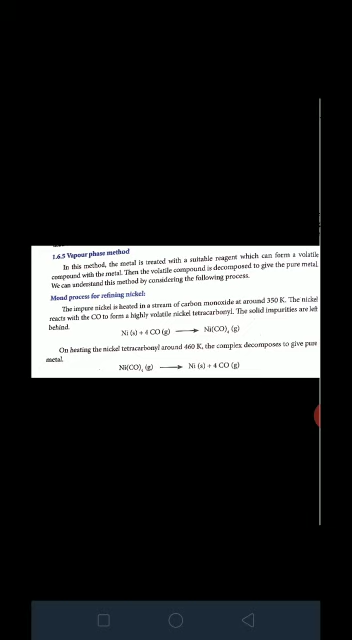 1.6.5 Vapour phase method
In this method, the metal is treated with a suitable reagent which can form a volatile
compound with the metal. Then the volatile compound is decomposed to give the pure metal.
We can understand this method by considering the following process.
Mond process for refining nickel:
The impure nickel is heated in a stream of carbon monoxide at around 350 K. The nickel
reacts with the CO to form a highly volatile nickel tetracarbonyl. The solid impurities are left
behind.
Ni (s) + 4 CO (g) ⟶ Ni(CO)₄ (g)
On heating the nickel tetracarbonyl around 460 K, the complex decomposes to give pure
metal.
Ni(CO)₄ (g) ⟶ Ni (s) + 4 CO (g)